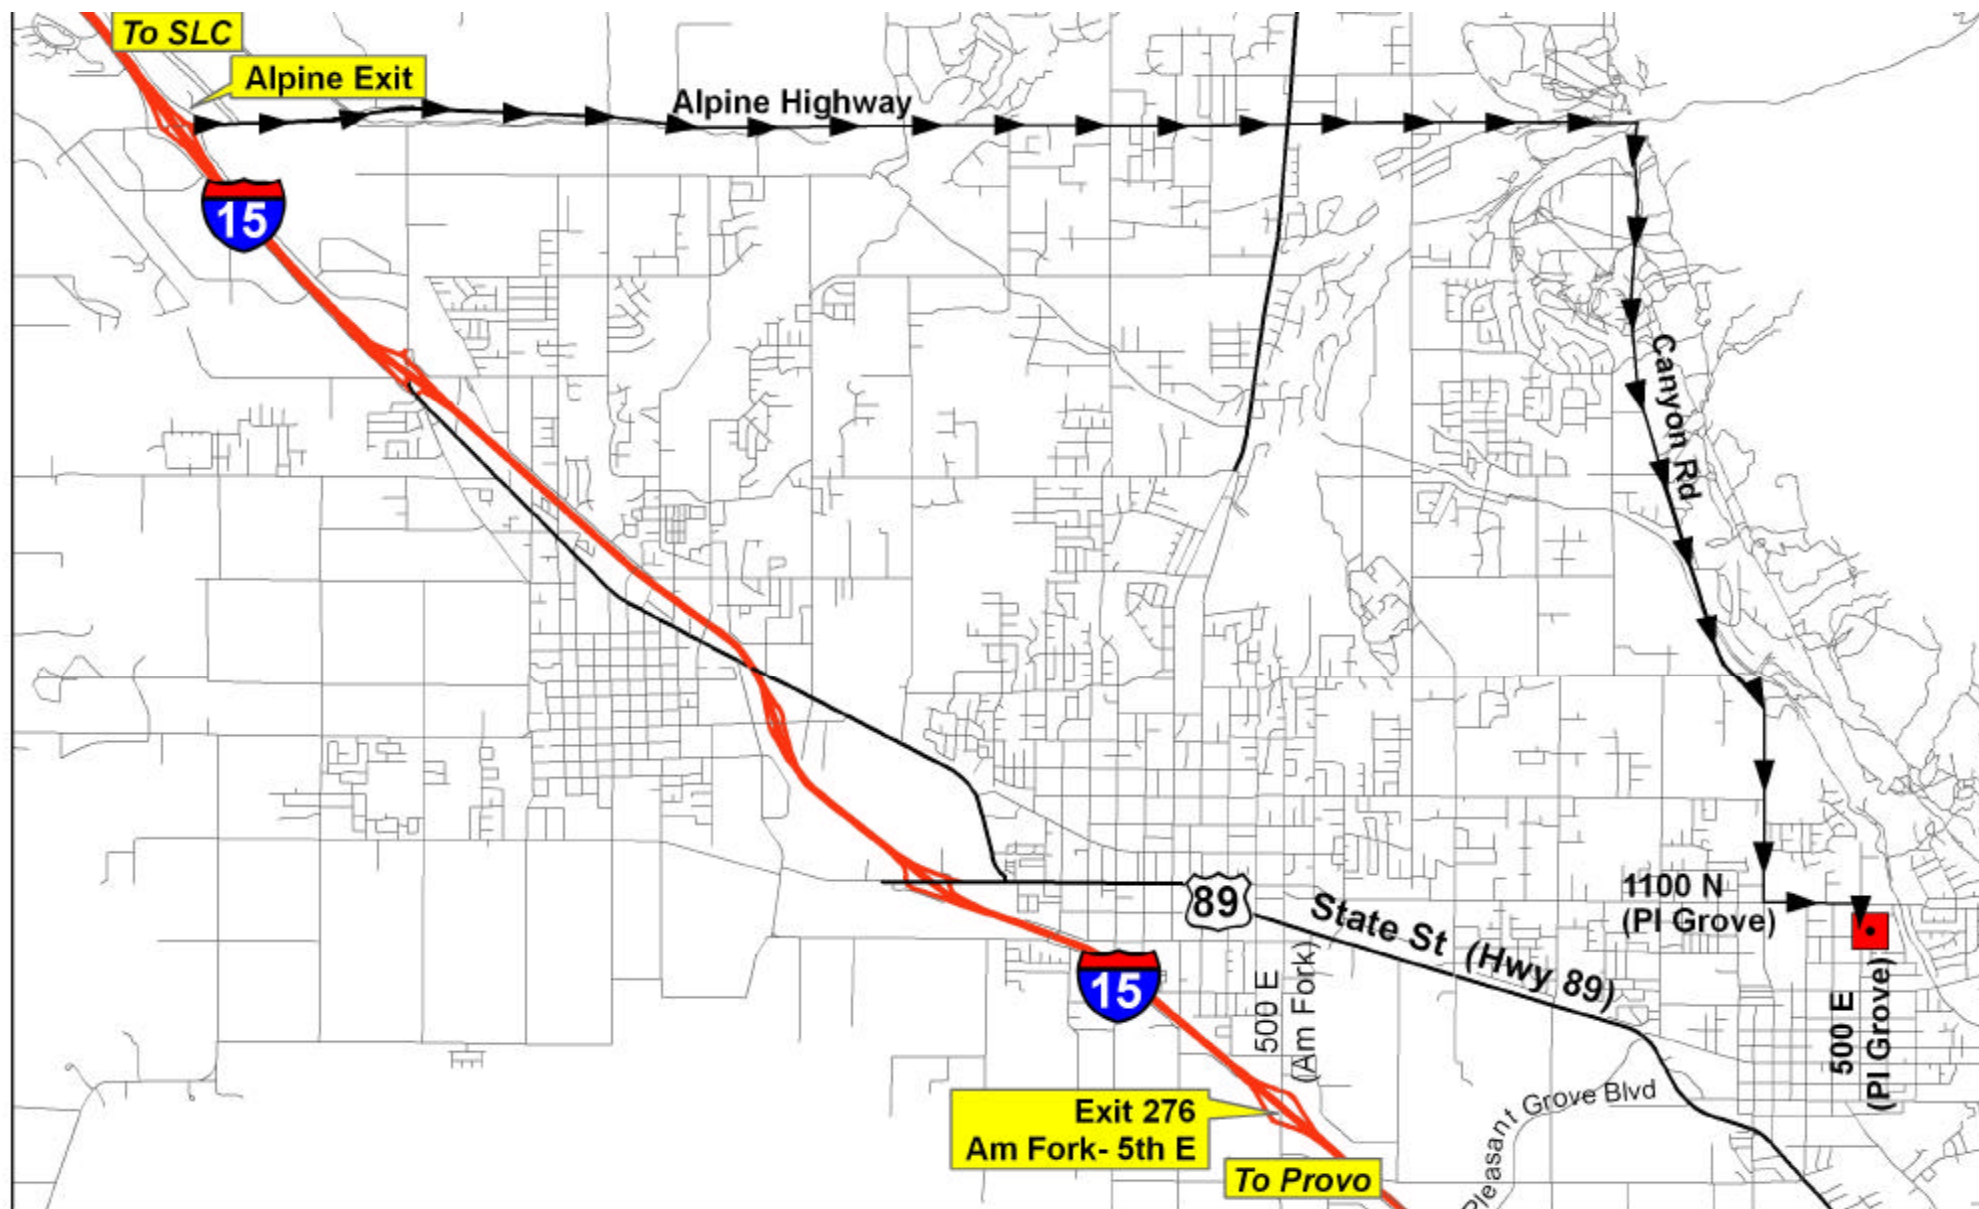 To SLC
Alpine Exit
Alpine Highway
15
Canyon Rd
89
State St (Hwy 89)
1100 N
(Pl Grove)
15
500 E
(Am Fork)
500 E
(Pl Grove)
Exit 276
Am Fork- 5th E
Pleasant Grove Blvd
To Provo